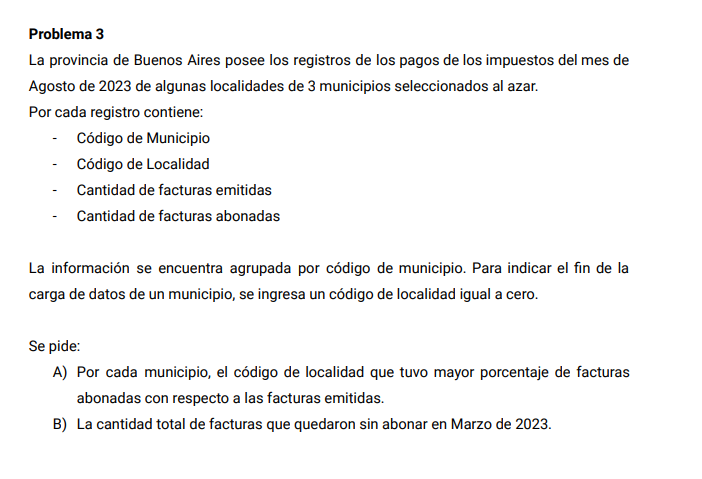 Problema 3
La provincia de Buenos Aires posee los registros de los pagos de los impuestos del mes de
Agosto de 2023 de algunas localidades de 3 municipios seleccionados al azar.
Por cada registro contiene:
- Código de Municipio
- Código de Localidad
- Cantidad de facturas emitidas
- Cantidad de facturas abonadas
La información se encuentra agrupada por código de municipio. Para indicar el fin de la
carga de datos de un municipio, se ingresa un código de localidad igual a cero.
Se pide:
A) Por cada municipio, el código de localidad que tuvo mayor porcentaje de facturas
abonadas con respecto a las facturas emitidas.
B) La cantidad total de facturas que quedaron sin abonar en Marzo de 2023.